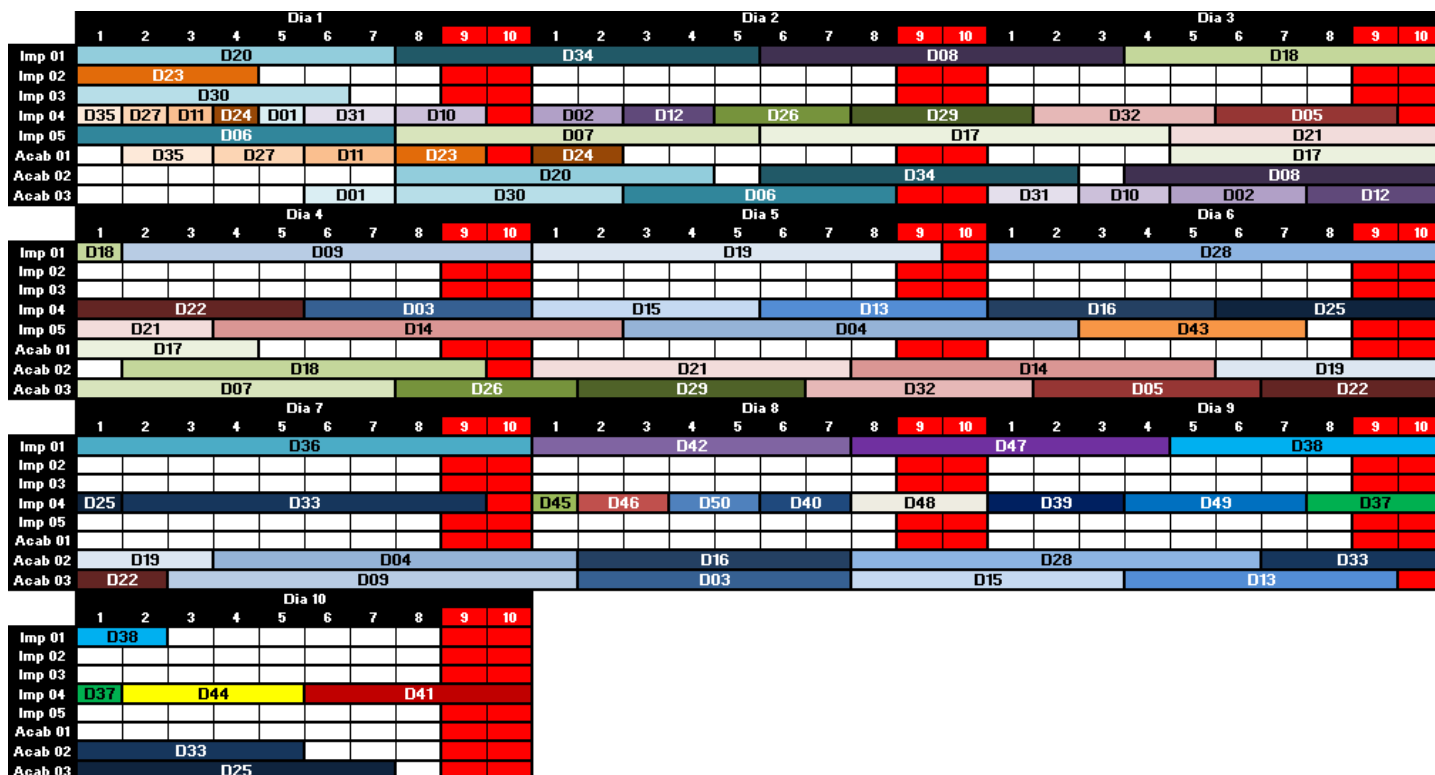 Dia 1 Dia 2 Dia 3
1 2 3 4 5 6 7 8 9 10 1 2 3 4 5 6 7 8 9 10 1 2 3 4 5 6 7 8 9 10
Imp 01 D20 D34 D08 D18
Imp 02 D23
Imp 03 D30
Imp 04 D35 D27 D11 D24 D01 D31 D10 D02 D12 D26 D29 D32 D05
Imp 05 D06 D07 D17 D21
Acab 01 D35 D27 D11 D23 D24 D17
Acab 02 D20 D34 D08
Acab 03 D01 D30 D06 D31 D10 D02 D12
Dia 4 Dia 5 Dia 6
1 2 3 4 5 6 7 8 9 10 1 2 3 4 5 6 7 8 9 10 1 2 3 4 5 6 7 8 9 10
Imp 01 D18 D09 D19 D28
Imp 02
Imp 03
Imp 04 D22 D03 D15 D13 D16 D25
Imp 05 D21 D14 D04 D43
Acab 01 D17
Acab 02 D18 D21 D14 D19
Acab 03 D07 D26 D29 D32 D05 D22
Dia 7 Dia 8 Dia 9
1 2 3 4 5 6 7 8 9 10 1 2 3 4 5 6 7 8 9 10 1 2 3 4 5 6 7 8 9 10
Imp 01 D36 D42 D47 D38
Imp 02
Imp 03
Imp 04 D25 D33 D45 D46 D50 D40 D48 D39 D49 D37
Imp 05
Acab 01
Acab 02 D19 D04 D16 D28 D33
Acab 03 D22 D09 D03 D15 D13
Dia 10
1 2 3 4 5 6 7 8 9 10
Imp 01 D38
Imp 02
Imp 03
Imp 04 D37 D44 D41
Imp 05
Acab 01
Acab 02 D33
Acab 03 D25